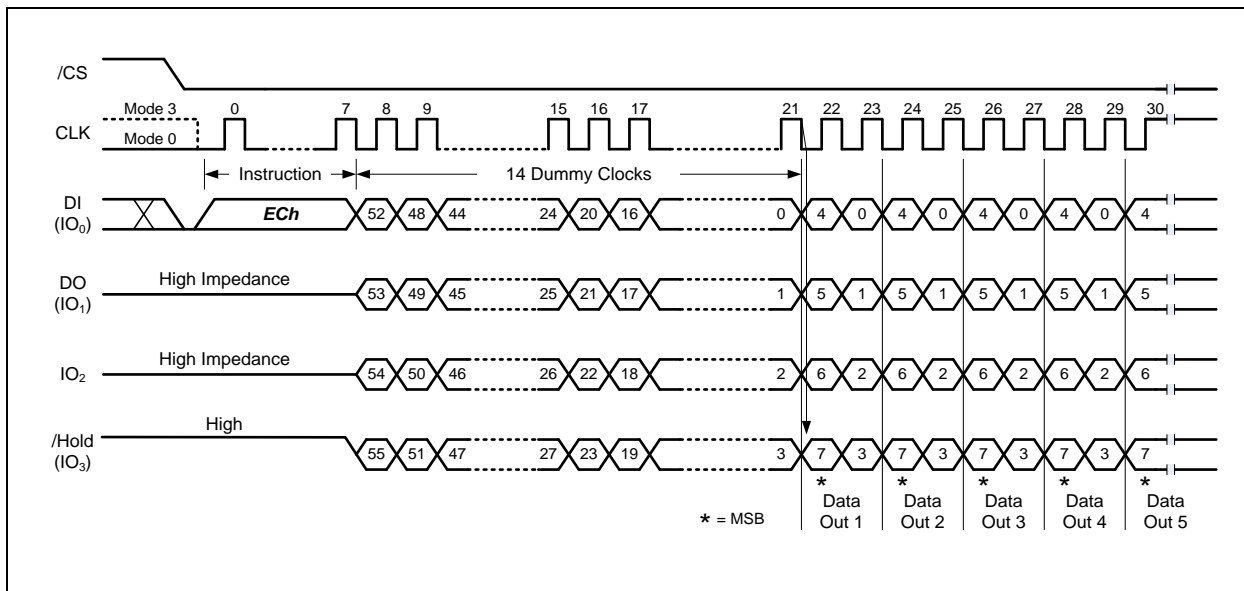 /CS
Mode 3 0 7 8 9 15 16 17 21 22 23 24 25 26 27 28 29 30
CLK
Mode 0
Instruction 14 Dummy Clocks
DI
(IO₀)
ECh 52 48 44 24 20 16 0 4 0 4 0 4 0 4 0 4
DO
(IO₁)
High Impedance 53 49 45 25 21 17 1 5 1 5 1 5 1 5 1 5
IO₂
High Impedance 54 50 46 26 22 18 2 6 2 6 2 6 2 6 2 6
/Hold
(IO₃)
High 55 51 47 27 23 19 3 7 3 7 3 7 3 7 3 7
* * * * *
* = MSB
Data Out 1
Data Out 2
Data Out 3
Data Out 4
Data Out 5